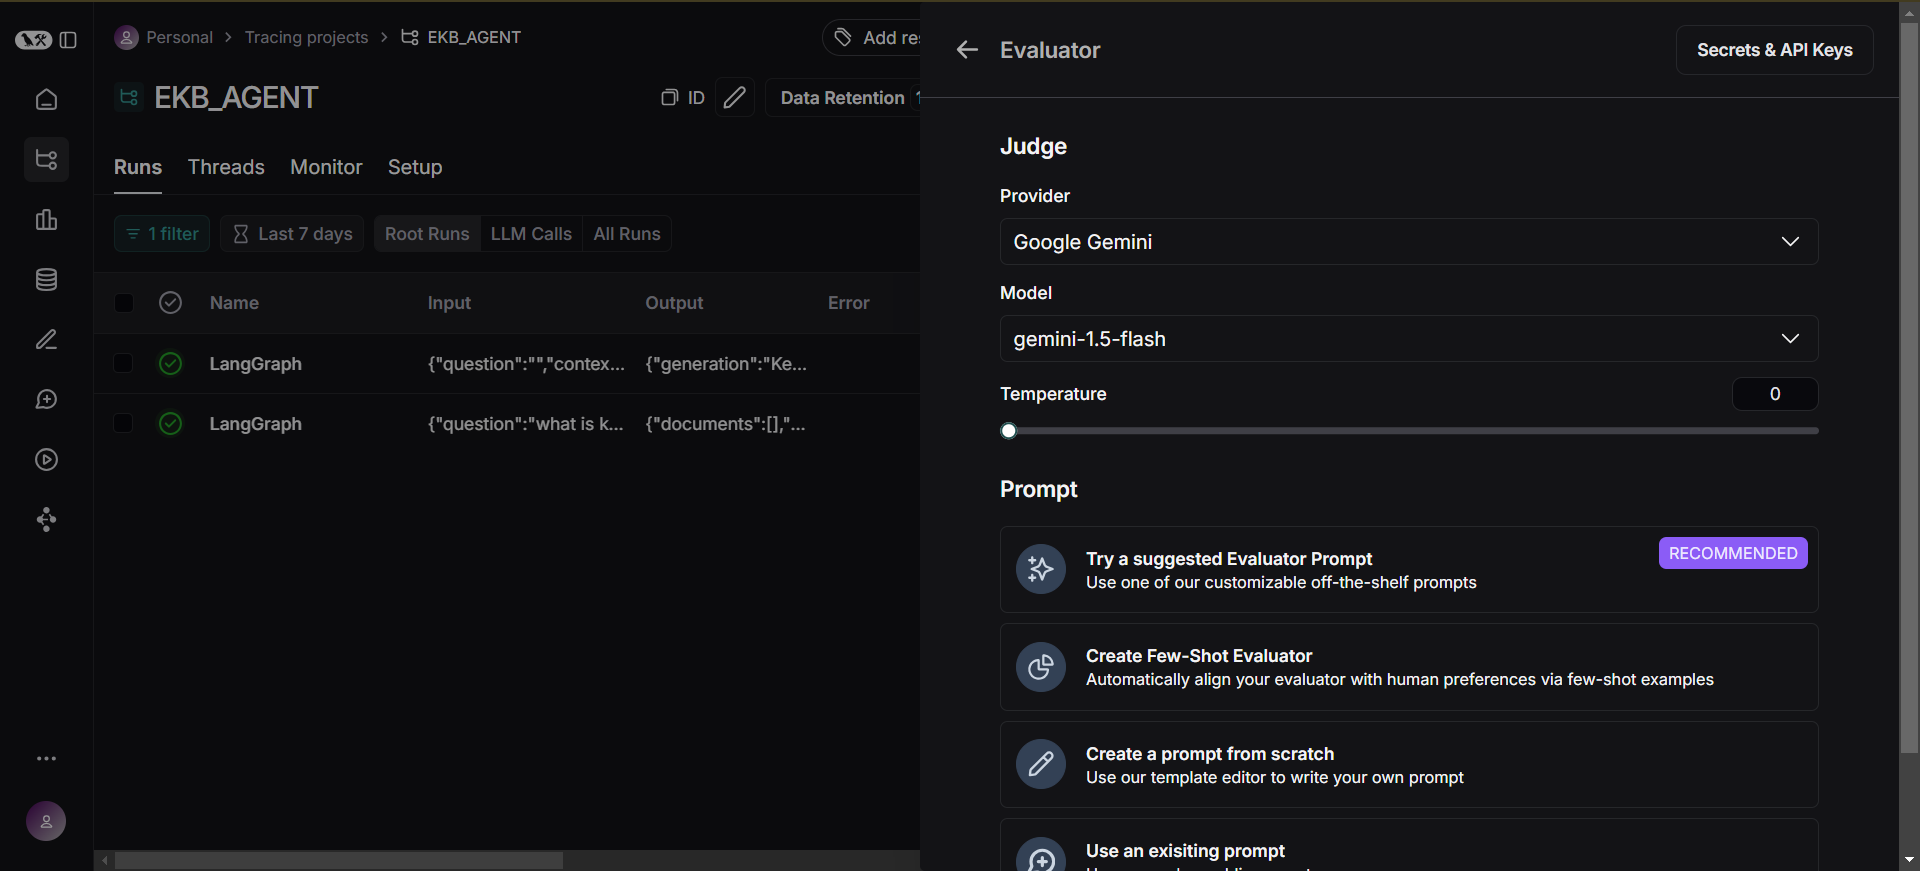 Personal > Tracing projects > EKB_AGENT
Add res
EKB_AGENT
ID
Data Retention 1
Runs Threads Monitor Setup
1 filter Last 7 days Root Runs LLM Calls All Runs
Name Input Output Error
LangGraph {"question":"","contex... {"generation":"Ke...
LangGraph {"question":"what is k... {"documents":[],"...
Evaluator
Secrets & API Keys
Judge
Provider
Google Gemini
Model
gemini-1.5-flash
Temperature 0
Prompt
Try a suggested Evaluator Prompt
RECOMMENDED
Use one of our customizable off-the-shelf prompts
Create Few-Shot Evaluator
Automatically align your evaluator with human preferences via few-shot examples
Create a prompt from scratch
Use our template editor to write your own prompt
Use an exisiting prompt